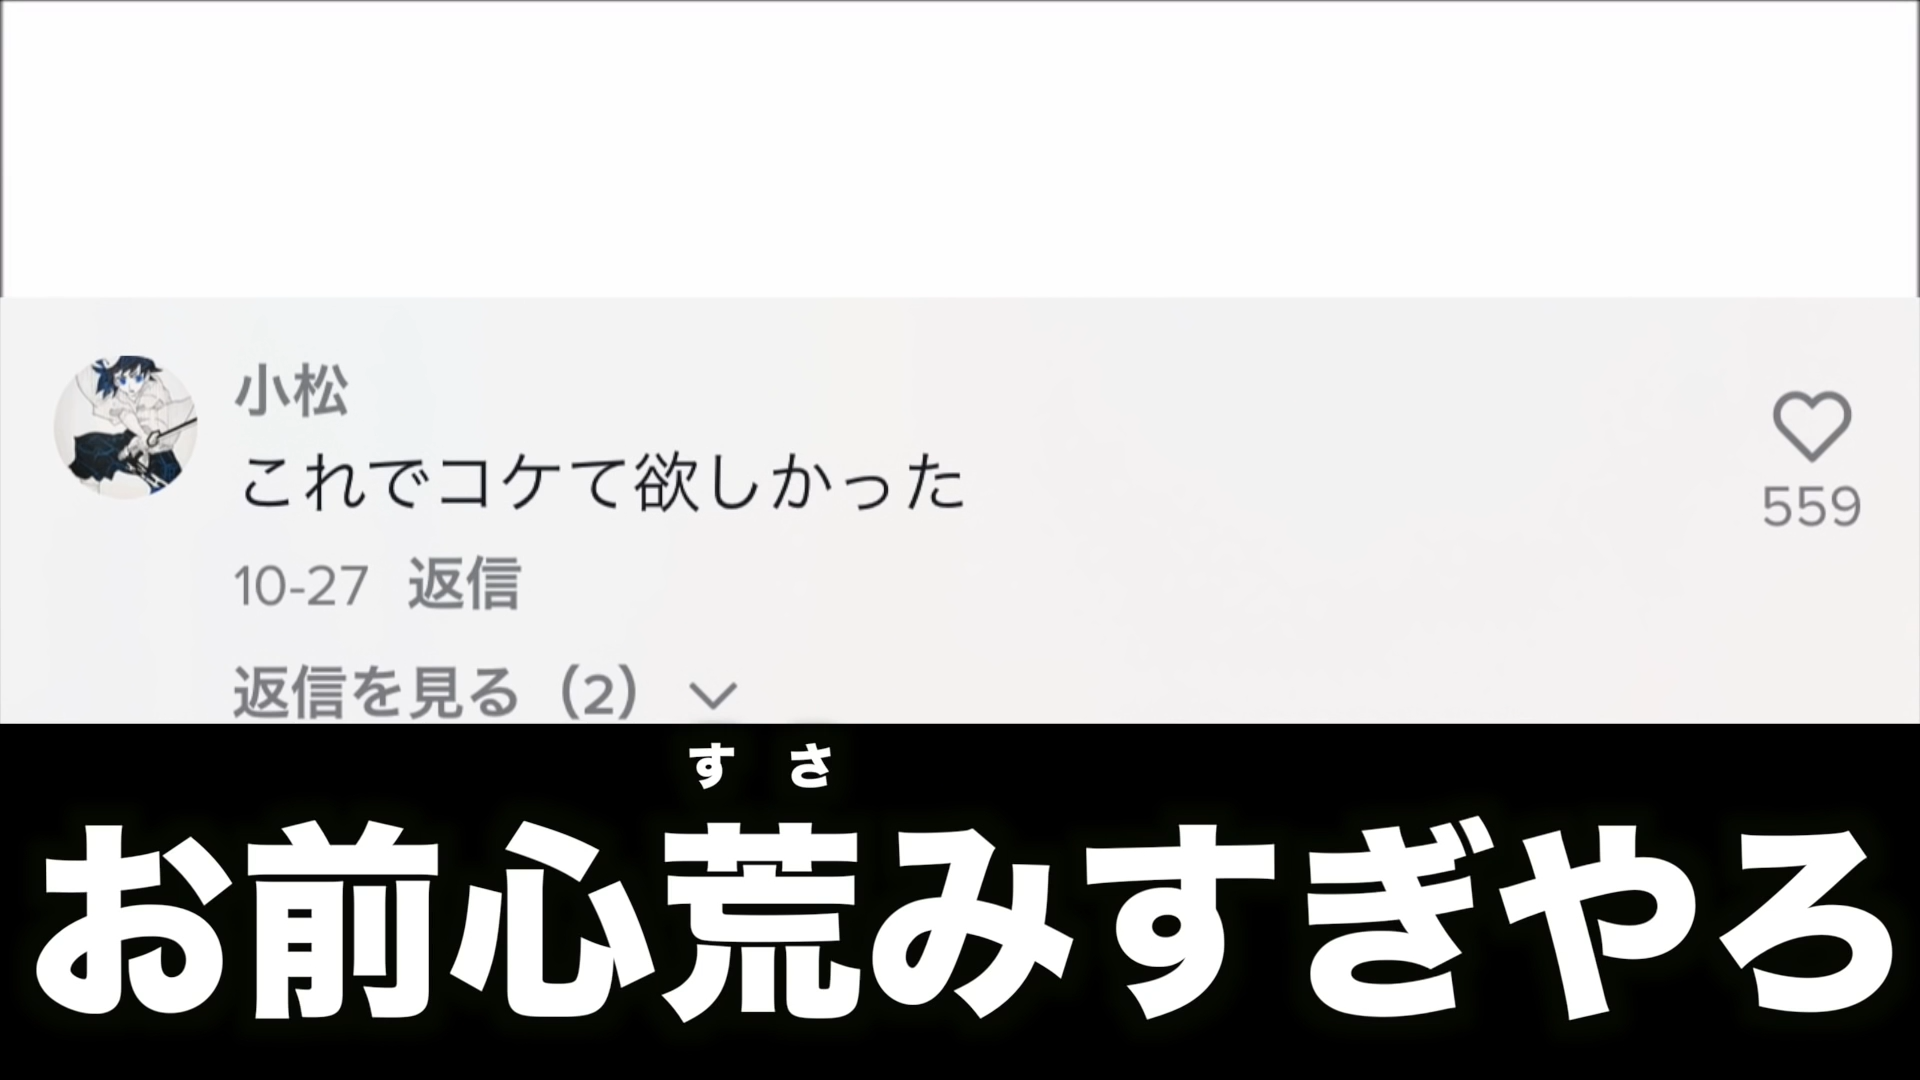 小松
これでコケて欲しかった
559
10-27 返信
返信を見る（2）
すさ
お前心荒みすぎやろ